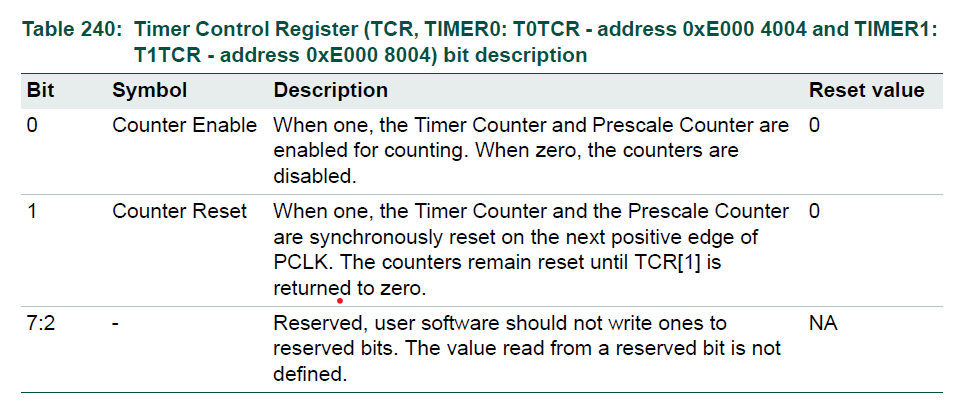 Table 240: Timer Control Register (TCR, TIMER0: T0TCR - address 0xE000 4004 and TIMER1:
T1TCR - address 0xE000 8004) bit description
Bit Symbol Description Reset value
0 Counter Enable When one, the Timer Counter and Prescale Counter are 0
enabled for counting. When zero, the counters are
disabled.
1 Counter Reset When one, the Timer Counter and the Prescale Counter 0
are synchronously reset on the next positive edge of
PCLK. The counters remain reset until TCR[1] is
returned to zero.
7:2 - Reserved, user software should not write ones to NA
reserved bits. The value read from a reserved bit is not
defined.